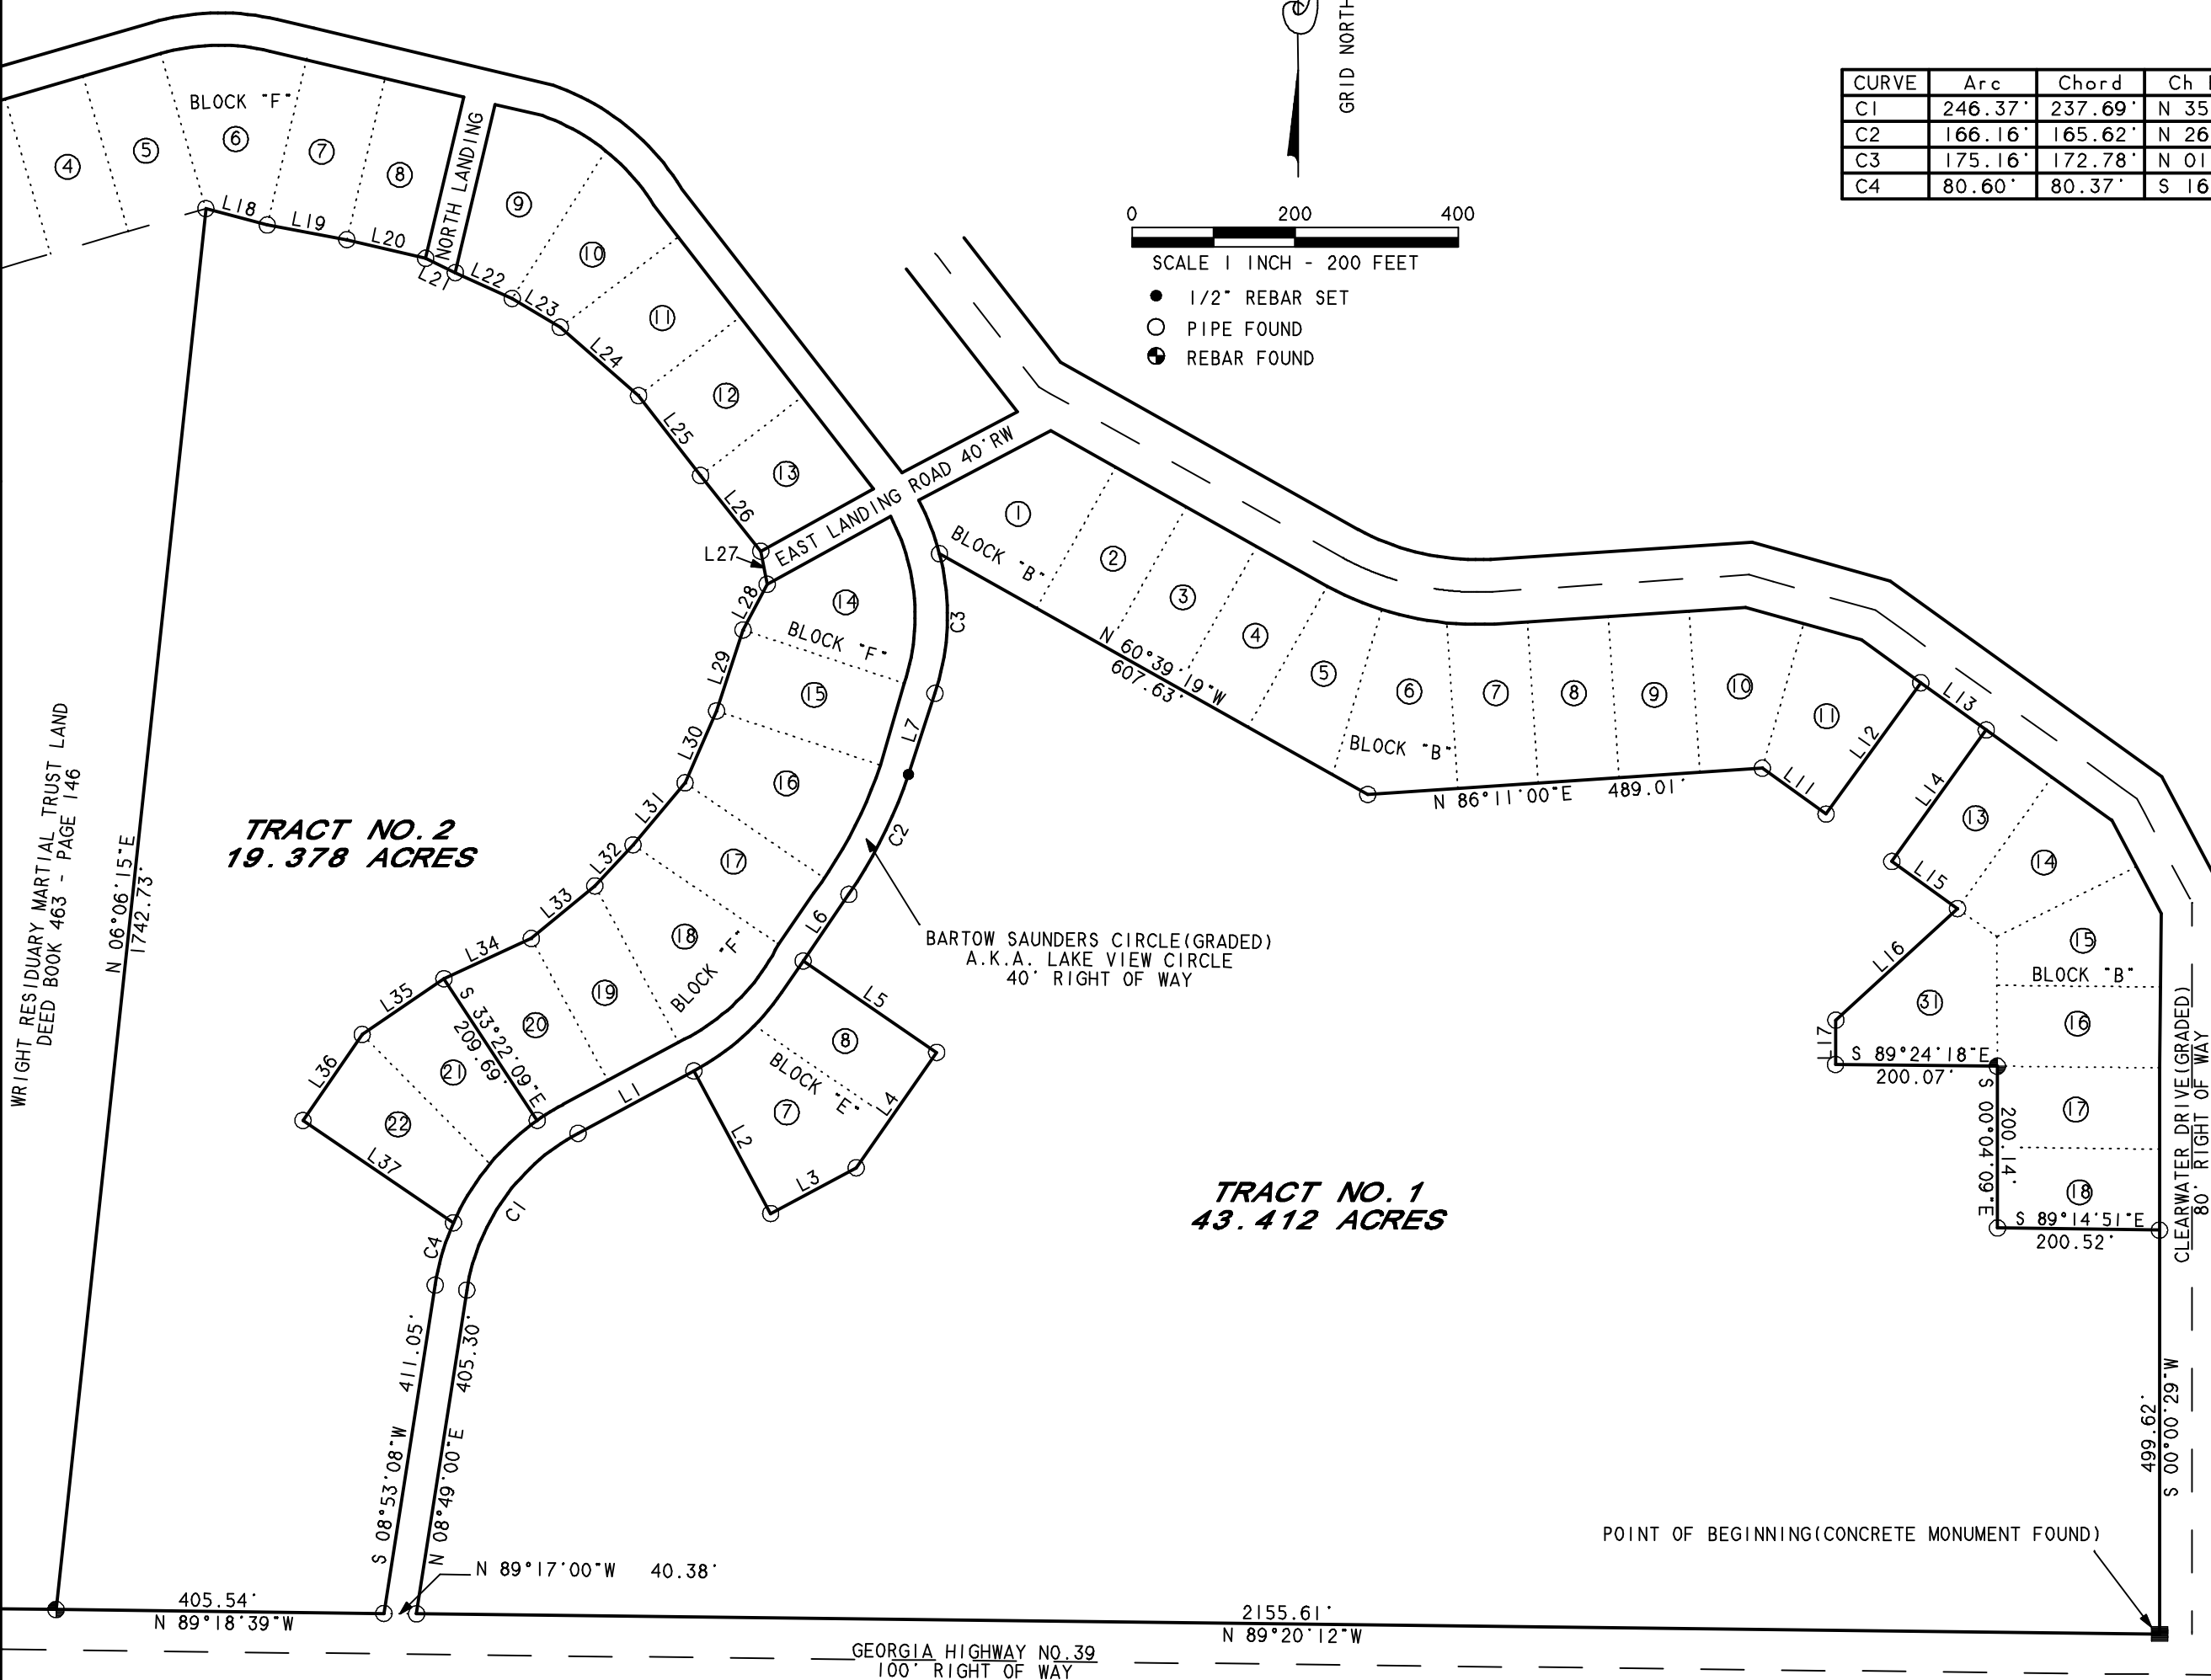 GRID NORTH
CURVE Arc Chord Ch
C1 246.37' 237.69' N 35
C2 166.16' 165.62' N 26
C3 175.16' 172.78' N 01
C4 80.60' 80.37' S 16
0 200 400
SCALE 1 INCH - 200 FEET
1/2" REBAR SET
PIPE FOUND
REBAR FOUND
BLOCK "F"
4
5
6
7
8
NORTH LANDING
9
10
11
12
13
L18
L19
L20
L21
L22
L23
L24
L25
L26
L27
EAST LANDING ROAD 40'RW
L28
L29
L30
L31
L32
L33
L34
L35
L36
L37
14
BLOCK "F"
15
16
17
18
BLOCK "F"
19
20
21
22
S 33°22'09"E
209.69'
C3
L7
C2
L6
L5
L4
L3
L2
L1
C1
C4
8
BLOCK "E"
7
BARTOW SAUNDERS CIRCLE(GRADED)
A.K.A. LAKE VIEW CIRCLE
40' RIGHT OF WAY
1
BLOCK "B"
2
3
4
5
6
7
8
9
10
11
BLOCK "B"
N 60°39'19"W
607.63'
N 86°11'00"E 489.01'
L11
L12
L13
L14
L15
L16
L17
13
14
15
BLOCK "B"
16
17
18
31
S 89°24'18"E
200.07'
S 00°04'09"E
200.14'
S 89°14'51"E
200.52'
CLEARWATER DRIVE(GRADED)
80' RIGHT OF WAY
499.62'
S 00°00'29"W
WRIGHT RESIDUARY MARTIAL TRUST LAND
DEED BOOK 463 - PAGE 146
N 06°06'15"E
1742.73'
TRACT NO. 2
19.378 ACRES
TRACT NO. 1
43.412 ACRES
S 08°53'08"W 411.05'
N 08°49'00"E 405.30'
N 89°17'00"W 40.38'
POINT OF BEGINNING(CONCRETE MONUMENT FOUND)
405.54'
N 89°18'39"W
2155.61'
N 89°20'12"W
GEORGIA HIGHWAY NO.39
100' RIGHT OF WAY